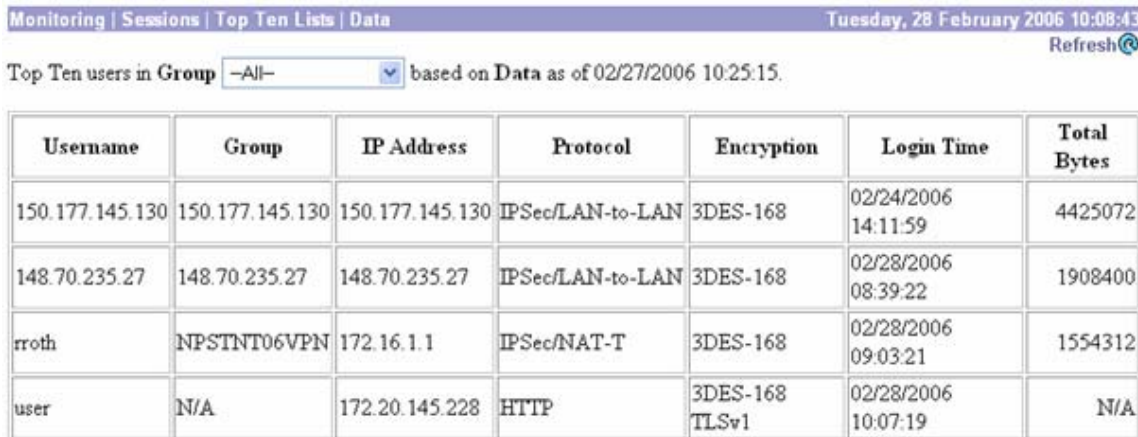 Monitoring | Sessions | Top Ten Lists | Data Tuesday, 28 February 2006 10:08:43
Refresh
Top Ten users in Group --All-- based on Data as of 02/27/2006 10:25:15.
Username Group IP Address Protocol Encryption Login Time Total Bytes
150.177.145.130 150.177.145.130 150.177.145.130 IPSec/LAN-to-LAN 3DES-168 02/24/2006 14:11:59 4425072
148.70.235.27 148.70.235.27 148.70.235.27 IPSec/LAN-to-LAN 3DES-168 02/28/2006 08:39:22 1908400
rroth NPSTNT06VPN 172.16.1.1 IPSec/NAT-T 3DES-168 02/28/2006 09:03:21 1554312
user N/A 172.20.145.228 HTTP 3DES-168 TLSv1 02/28/2006 10:07:19 N/A